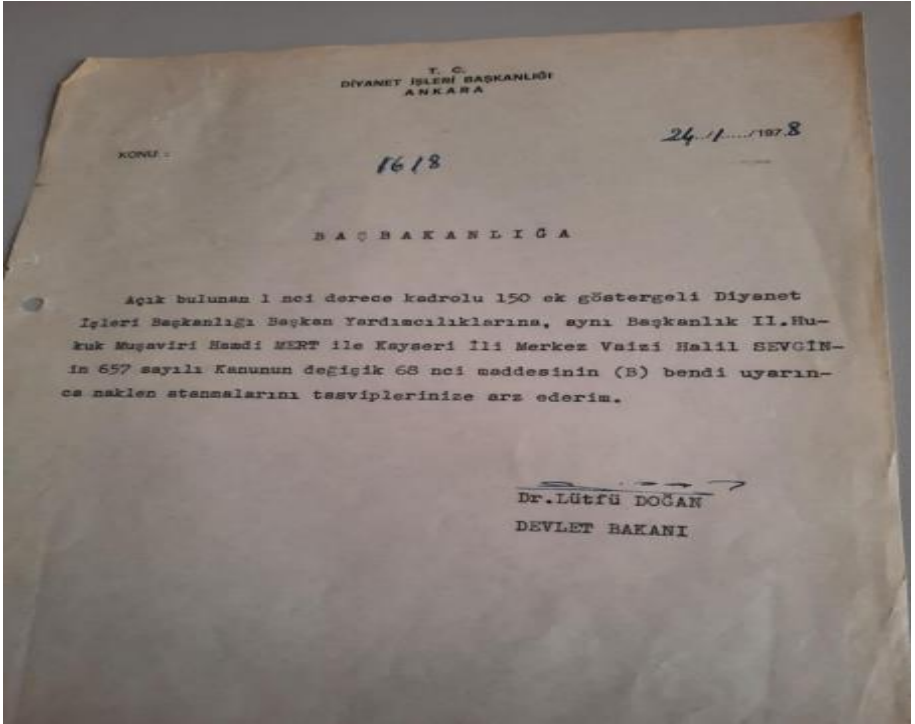 T. C.
DİYANET İŞLERİ BAŞKANLIĞI
ANKARA
24../1...../1978
KONU :
1618
BAŞBAKANLIĞA
Açık bulunan 1 nci derece kadrolu 150 ek göstergeli Diyanet
İşleri Başkanlığı Başkan Yardımcılıklarına, aynı Başkanlık II.Hu-
kuk Muşaviri Hamdi MERT ile Kayseri İli Merkez Vaizi Halil SEVGİN-
in 657 sayılı Kanunun değişik 68 nci maddesinin (B) bendi uyarın-
ca naklen atanmalarını tasviplerinize arz ederim.
Dr.Lütfü DOĞAN
DEVLET BAKANI